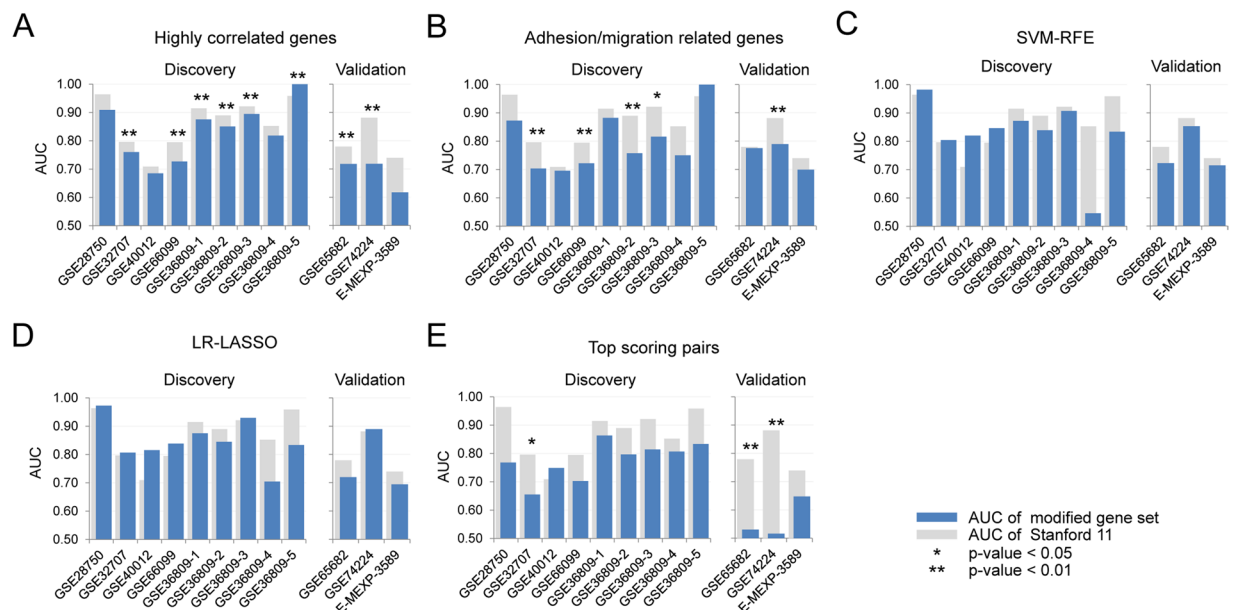 A
Highly correlated genes
Discovery
Validation
AUC
1.00
0.90
0.80
0.70
0.60
0.50
**
**
**
**
**
**
**
**
GSE28750
GSE32707
GSE40012
GSE66099
GSE36809-1
GSE36809-2
GSE36809-3
GSE36809-4
GSE36809-5
GSE65682
GSE74224
E-MEXP-3589
B
Adhesion/migration related genes
Discovery
Validation
AUC
1.00
0.90
0.80
0.70
0.60
0.50
**
**
**
*
**
GSE28750
GSE32707
GSE40012
GSE66099
GSE36809-1
GSE36809-2
GSE36809-3
GSE36809-4
GSE36809-5
GSE65682
GSE74224
E-MEXP-3589
C
SVM-RFE
Discovery
Validation
AUC
1.00
0.90
0.80
0.70
0.60
0.50
GSE28750
GSE32707
GSE40012
GSE66099
GSE36809-1
GSE36809-2
GSE36809-3
GSE36809-4
GSE36809-5
GSE65682
GSE74224
E-MEXP-3589
D
LR-LASSO
Discovery
Validation
AUC
1.00
0.90
0.80
0.70
0.60
0.50
GSE28750
GSE32707
GSE40012
GSE66099
GSE36809-1
GSE36809-2
GSE36809-3
GSE36809-4
GSE36809-5
GSE65682
GSE74224
E-MEXP-3589
E
Top scoring pairs
Discovery
Validation
AUC
1.00
0.90
0.80
0.70
0.60
0.50
*
**
**
GSE28750
GSE32707
GSE40012
GSE66099
GSE36809-1
GSE36809-2
GSE36809-3
GSE36809-4
GSE36809-5
GSE65682
GSE74224
E-MEXP-3589
AUC of modified gene set
AUC of Stanford 11
* p-value < 0.05
** p-value < 0.01